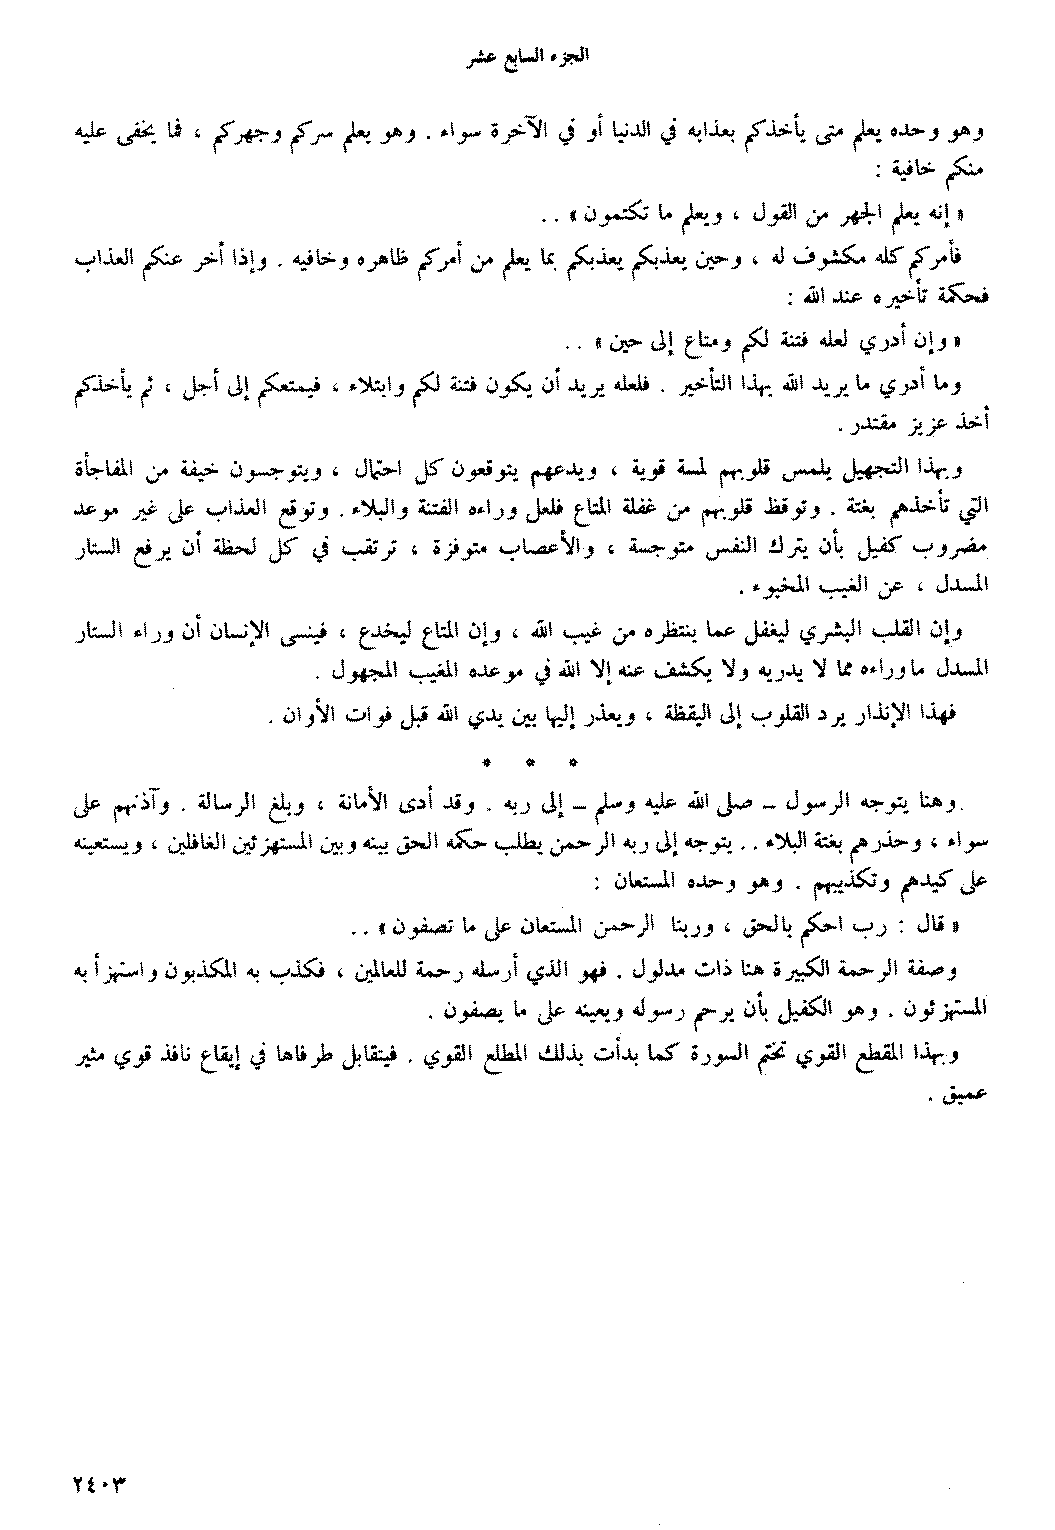 الجزء السابع عشر
وهو وحده يعلم متى يأخذكم بعذابه في الدنيا أو في الآخرة سواء . وهو يعلم سركم وجهركم ، فما يخفى عليه
منكم خافية :
« إنه يعلم الجهر من القول ، ويعلم ما تكتمون » . .
فأمركم كله مكشوف له ، وحين يعذبكم يعذبكم بما يعلم من أمركم ظاهره وخافيه . وإذا أخر عنكم العذاب
فحكمة تأخيره عند الله :
« وإن أدري لعله فتنة لكم ومتاع إلى حين » . .
وما أدري ما يريد الله بهذا التأخير . فلعله يريد أن يكون فتنة لكم وابتلاء ، فيمتعكم إلى أجل ، ثم يأخذكم
أخذ عزيز مقتدر .
وبهذا التجهيل يلمس قلوبهم لمسة قوية ، ويدعهم يتوقعون كل احتمال ، ويتوجسون خيفة من المفاجأة
التي تأخذهم بغتة . وتوقظ قلوبهم من غفلة المتاع فلعل وراءه الفتنة والبلاء . وتوقع العذاب على غير موعد
مضروب كفيل بأن يترك النفس متوجسة ، والأعصاب متوفزة ، ترتقب في كل لحظة أن يرفع الستار
المسدل ، عن الغيب المخبوء .
وإن القلب البشري ليغفل عما ينتظره من غيب الله ، وإن المتاع ليخدع ، فينسى الإنسان أن وراء الستار
المسدل ماوراءه مما لا يدريه ولا يكشف عنه إلا الله في موعده المغيب المجهول .
فهذا الإنذار يرد القلوب إلى اليقظة ، ويعذر إليها بين يدي الله قبل فوات الأوان .
* * *
وهنا يتوجه الرسول – صلى الله عليه وسلم – إلى ربه . وقد أدى الأمانة ، وبلغ الرسالة . وآذنهم على
سواء ، وحذرهم بغتة البلاء . . يتوجه إلى ربه الرحمن يطلب حكمه الحق بينه وبين المستهزئين الغافلين ، ويستعينه
على كيدهم وتكذيبهم . وهو وحده المستعان :
« قال : رب احكم بالحق ، وربنا الرحمن المستعان على ما تصفون » . .
وصفة الرحمة الكبيرة هنا ذات مدلول . فهو الذي أرسله رحمة للعالمين ، فكذب به المكذبون واستهزأ به
المستهزئون . وهو الكفيل بأن يرحم رسوله ويعينه على ما يصفون .
وبهذا المقطع القوي تختم السورة كما بدأت بذلك المطلع القوي . فيتقابل طرفاها في إيقاع نافذ قوي مثير
عميق .
٢٤٠٣